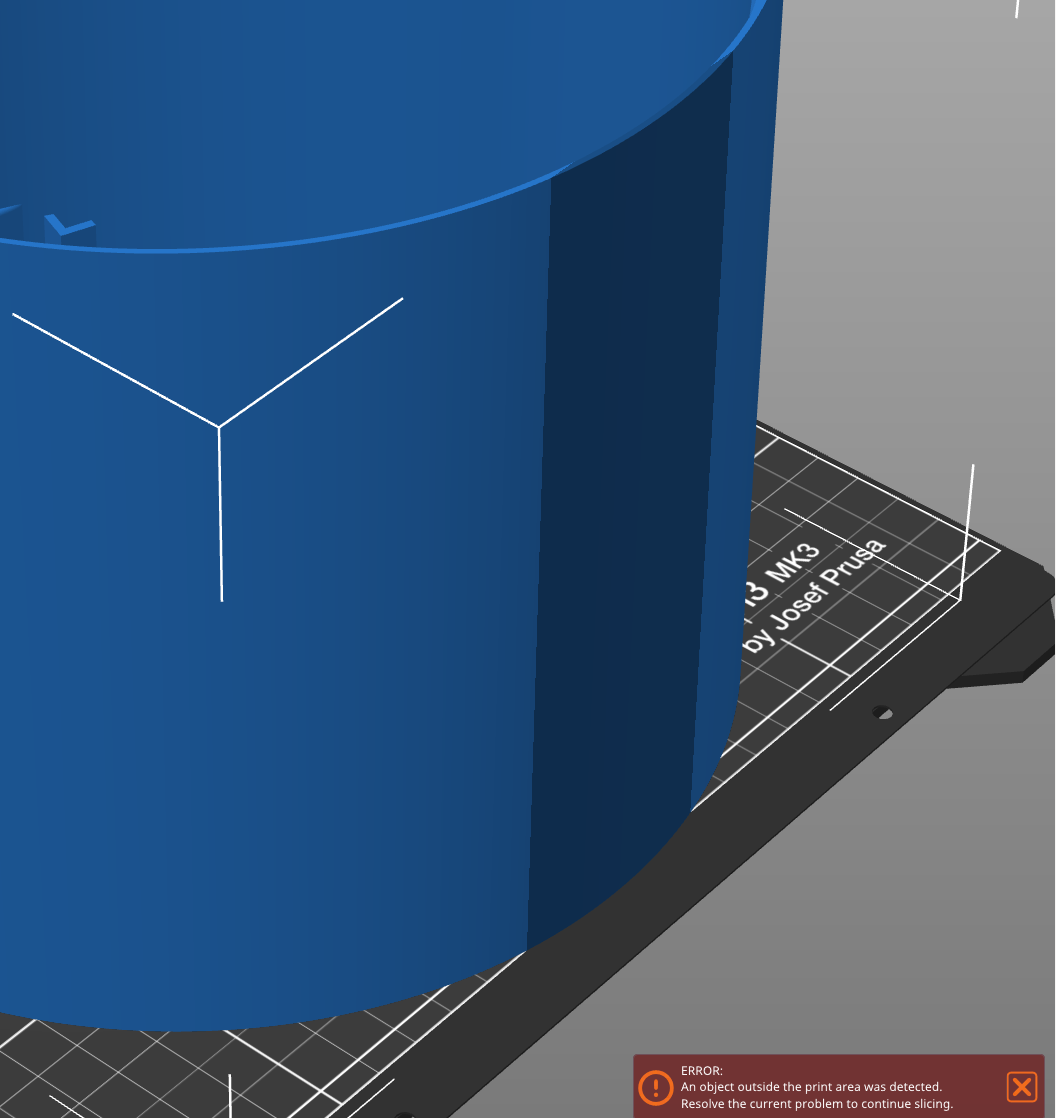 i3 MK3
by Josef Prusa
ERROR:
An object outside the print area was detected.
Resolve the current problem to continue slicing.